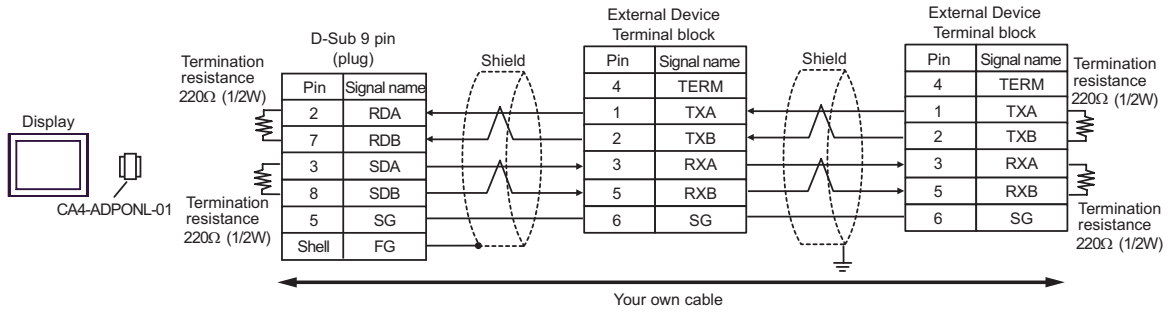 Display
CA4-ADPONL-01
Termination
resistance
220Ω (1/2W)
Termination
resistance
220Ω (1/2W)
D-Sub 9 pin
(plug)
Pin Signal name
2 RDA
7 RDB
3 SDA
8 SDB
5 SG
Shell FG
Shield
External Device
Terminal block
Pin Signal name
4 TERM
1 TXA
2 TXB
3 RXA
5 RXB
6 SG
Shield
External Device
Terminal block
Pin Signal name
4 TERM
1 TXA
2 TXB
3 RXA
5 RXB
6 SG
Termination
resistance
220Ω (1/2W)
Termination
resistance
220Ω (1/2W)
Your own cable